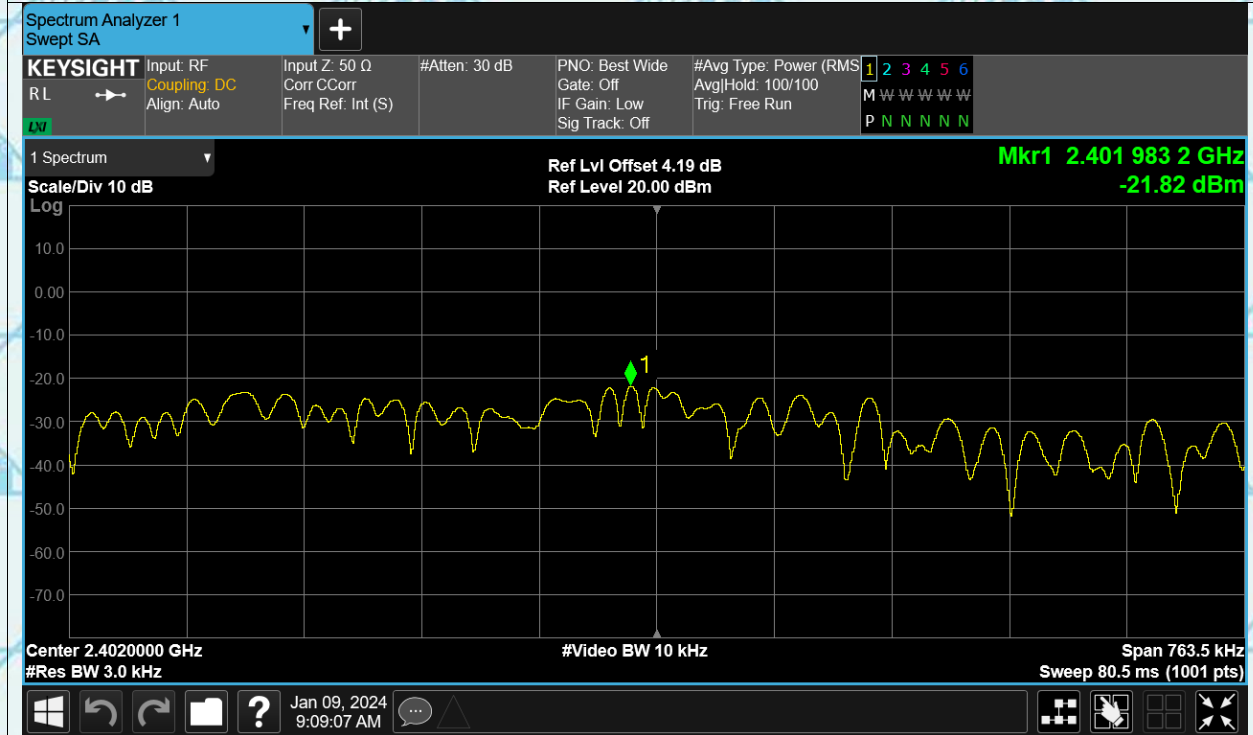 Spectrum Analyzer 1
Swept SA
+
KEYSIGHT
R L
LXI
Input: RF
Coupling: DC
Align: Auto
Input Z: 50 Ω
Corr CCorr
Freq Ref: Int (S)
#Atten: 30 dB
PNO: Best Wide
Gate: Off
IF Gain: Low
Sig Track: Off
#Avg Type: Power (RMS
Avg|Hold: 100/100
Trig: Free Run
1 2 3 4 5 6
M W W W W W
P N N N N N
1 Spectrum
Scale/Div 10 dB
Log
Ref Lvl Offset 4.19 dB
Ref Level 20.00 dBm
Mkr1 2.401 983 2 GHz
-21.82 dBm
10.0
0.00
-10.0
-20.0
-30.0
-40.0
-50.0
-60.0
-70.0
1
Center 2.4020000 GHz
#Res BW 3.0 kHz
#Video BW 10 kHz
Span 763.5 kHz
Sweep 80.5 ms (1001 pts)
?
Jan 09, 2024
9:09:07 AM